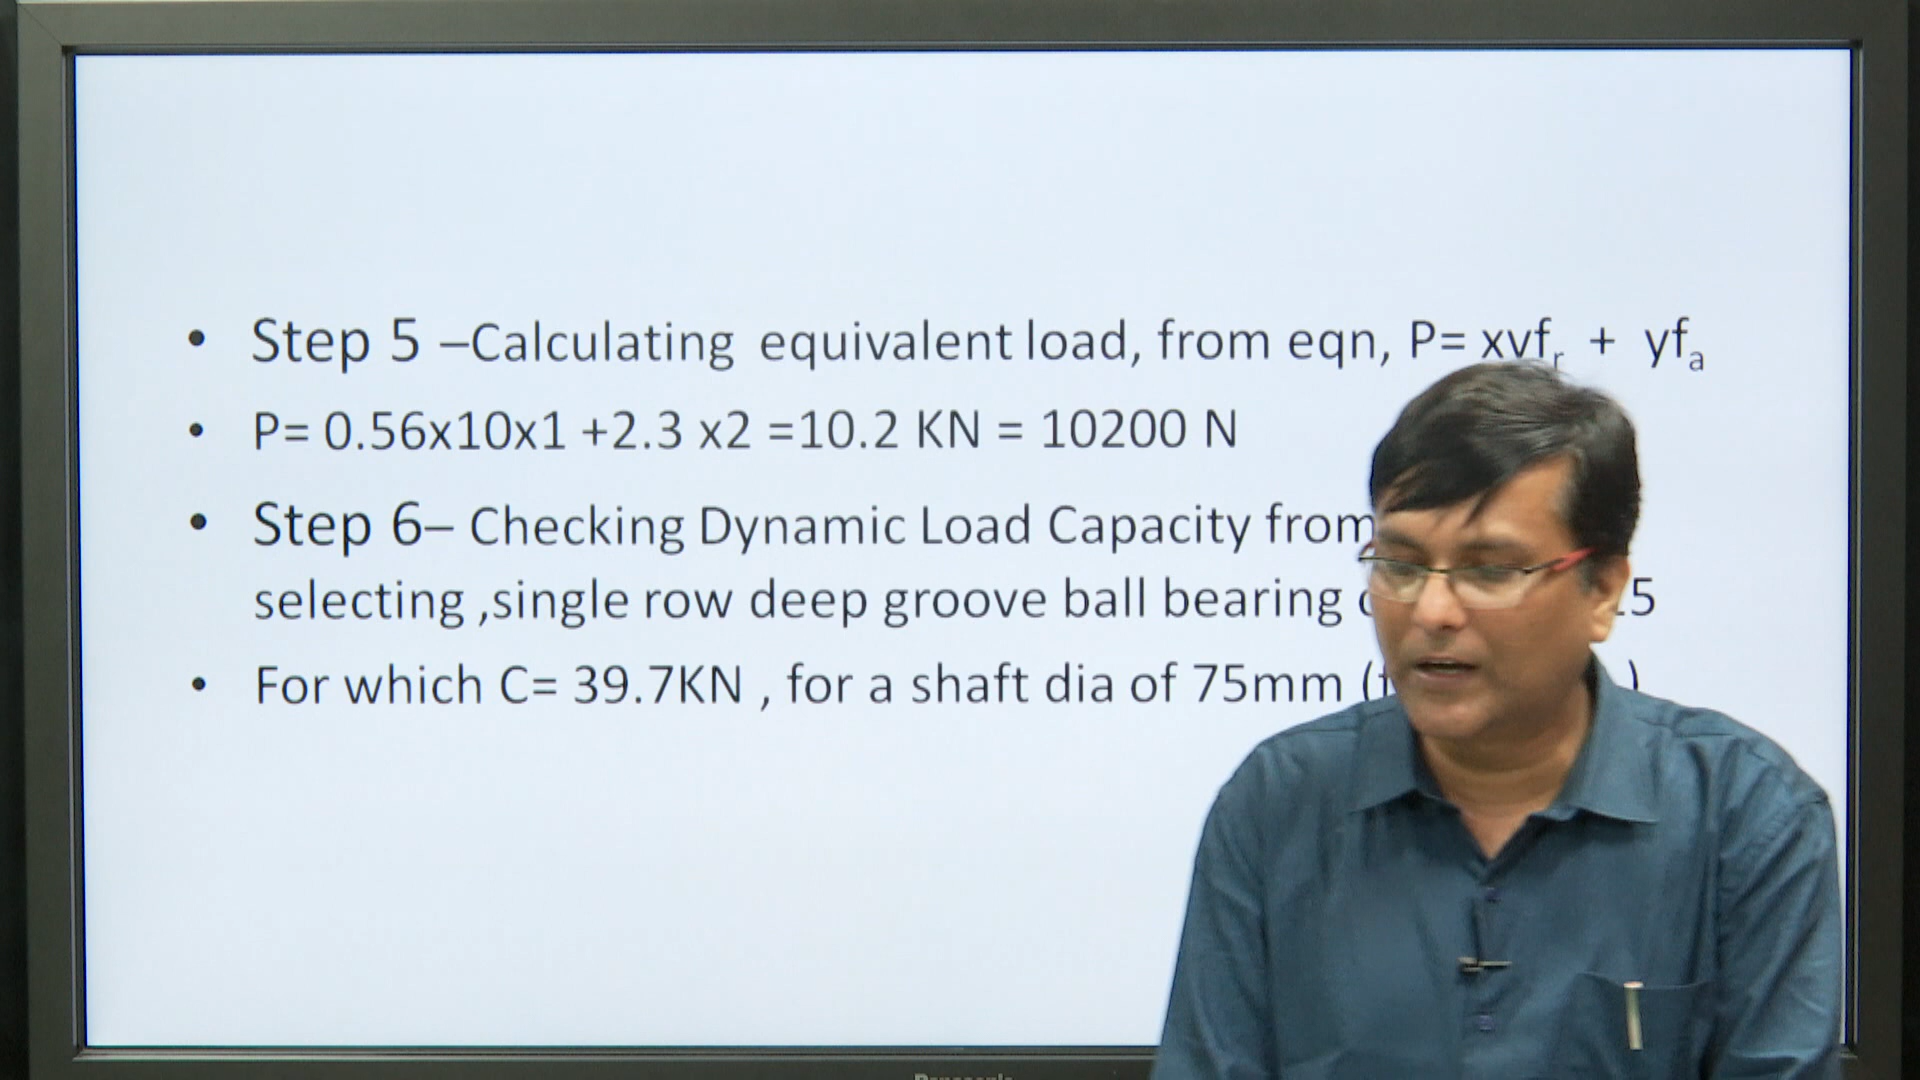 • Step 5 –Calculating equivalent load, from eqn, P= xvfᵣ + yfₐ
• P= 0.56x10x1 +2.3 x2 =10.2 KN = 10200 N
• Step 6– Checking Dynamic Load Capacity from
selecting ,single row deep groove ball bearing
• For which C= 39.7KN , for a shaft dia of 75mm